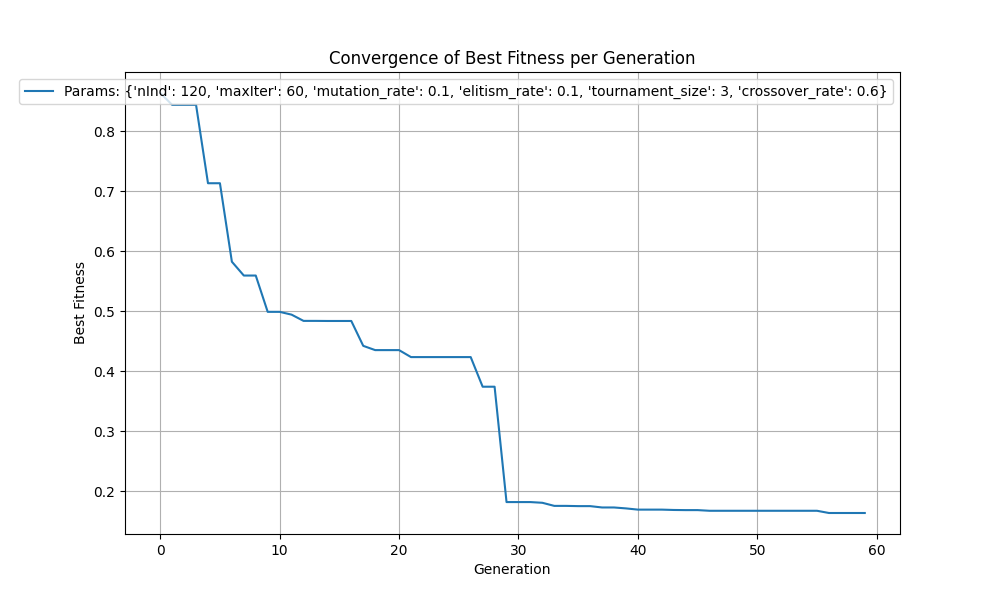 Convergence of Best Fitness per Generation
Params: {'nInd': 120, 'maxIter': 60, 'mutation_rate': 0.1, 'elitism_rate': 0.1, 'tournament_size': 3, 'crossover_rate': 0.6}
0.8
0.7
0.6
0.5
0.4
0.3
0.2
Best Fitness
0 10 20 30 40 50 60
Generation